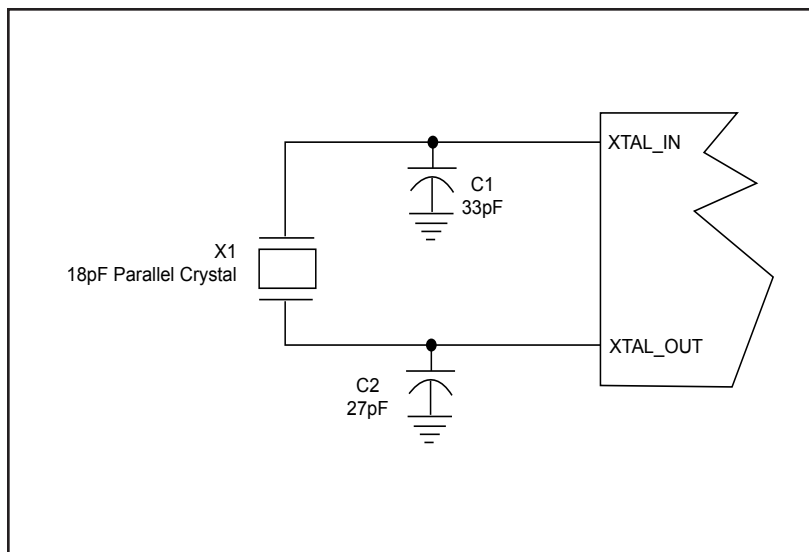 XTAL_IN
C1
33pF
X1
18pF Parallel Crystal
XTAL_OUT
C2
27pF